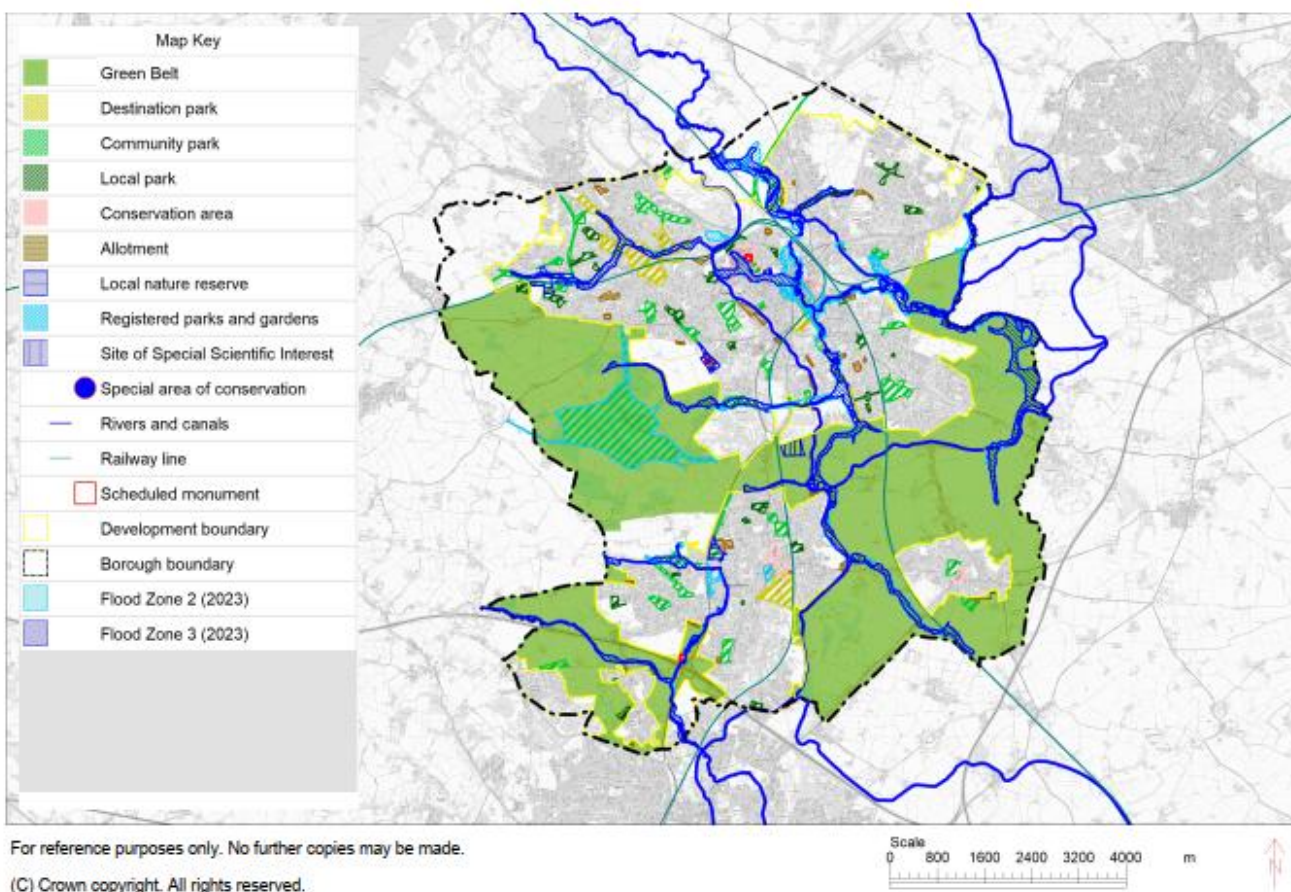 Map Key
Green Belt
Destination park
Community park
Local park
Conservation area
Allotment
Local nature reserve
Registered parks and gardens
Site of Special Scientific Interest
Special area of conservation
Rivers and canals
Railway line
Scheduled monument
Development boundary
Borough boundary
Flood Zone 2 (2023)
Flood Zone 3 (2023)
For reference purposes only. No further copies may be made.
(C) Crown copyright. All rights reserved.
Scale
0 800 1600 2400 3200 4000 m
N